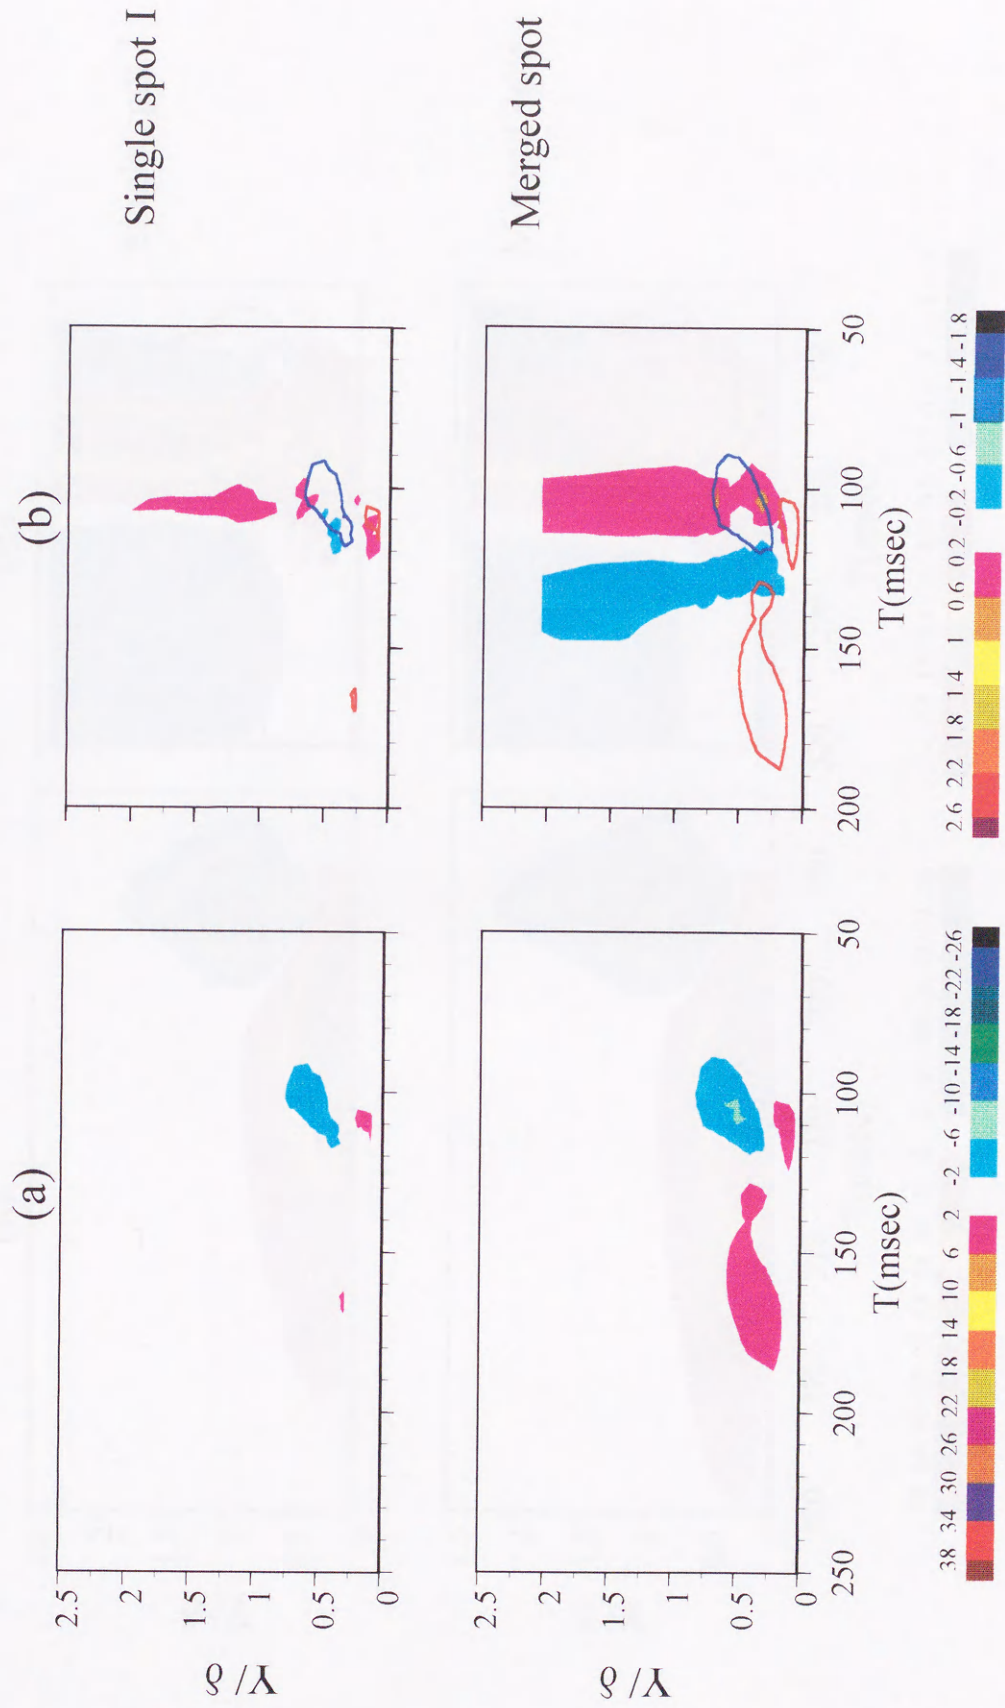 (a)
(b)
Single spot I
2.5
2
1.5
1
0.5
0
Y/δ
Merged spot
2.5
2
1.5
1
0.5
0
Y/δ
250 200 150 100 50
T(msec)
200 150 100 50
T(msec)
38 34 30 26 22 18 14 10 6 2 -2 -6 -10 -14 -18 -22 -26
2.6 2.2 1.8 1.4 1 0.6 0.2 -0.2 -0.6 -1 -1.4 -1.8